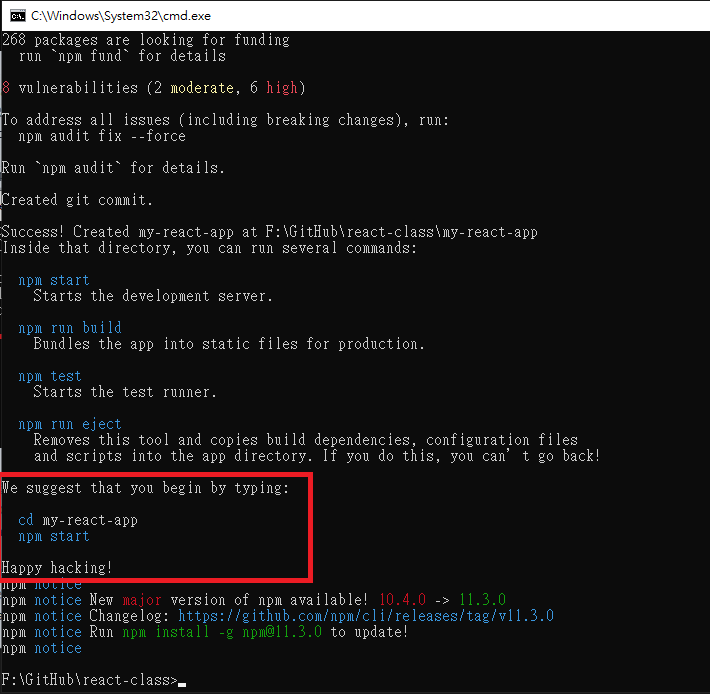 C:\Windows\System32\cmd.exe
268 packages are looking for funding
  run `npm fund` for details
8 vulnerabilities (2 moderate, 6 high)
To address all issues (including breaking changes), run:
  npm audit fix --force
Run `npm audit` for details.
Created git commit.
Success! Created my-react-app at F:\GitHub\react-class\my-react-app
Inside that directory, you can run several commands:
  npm start
    Starts the development server.
  npm run build
    Bundles the app into static files for production.
  npm test
    Starts the test runner.
  npm run eject
    Removes this tool and copies build dependencies, configuration files
    and scripts into the app directory. If you do this, you can’t go back!
We suggest that you begin by typing:
  cd my-react-app
  npm start
Happy hacking!
npm notice
npm notice New major version of npm available! 10.4.0 -> 11.3.0
npm notice Changelog: https://github.com/npm/cli/releases/tag/v11.3.0
npm notice Run npm install -g npm@11.3.0 to update!
npm notice
F:\GitHub\react-class>